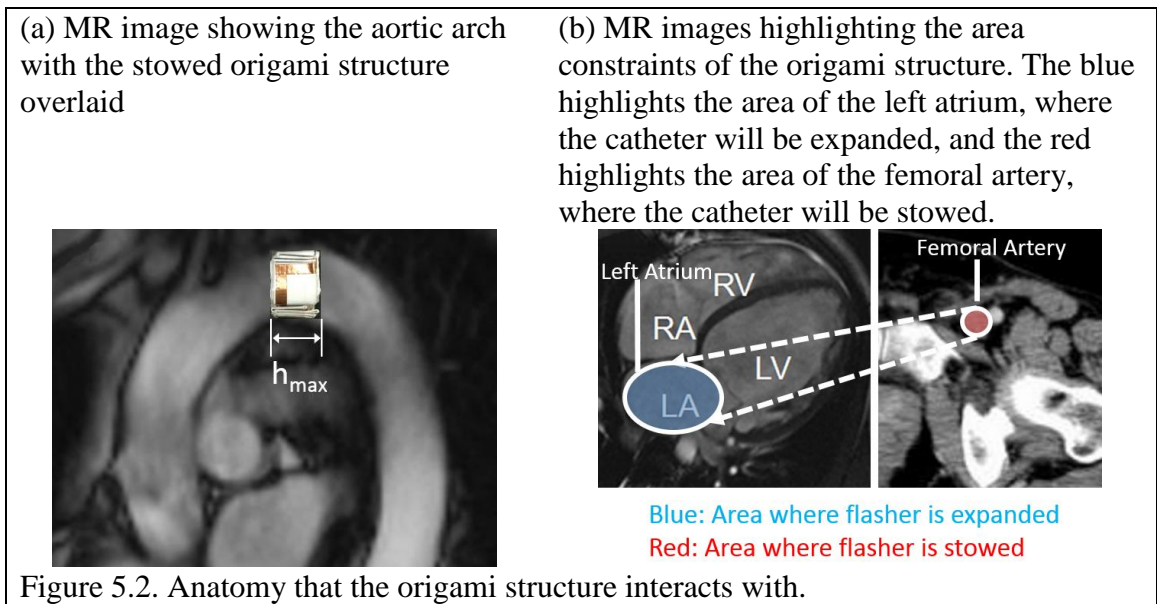 (a) MR image showing the aortic arch
with the stowed origami structure
overlaid
(b) MR images highlighting the area
constraints of the origami structure. The blue
highlights the area of the left atrium, where
the catheter will be expanded, and the red
highlights the area of the femoral artery,
where the catheter will be stowed.
hmax
Left Atrium
RV
RA
LV
LA
Femoral Artery
Blue: Area where flasher is expanded
Red: Area where flasher is stowed
Figure 5.2. Anatomy that the origami structure interacts with.